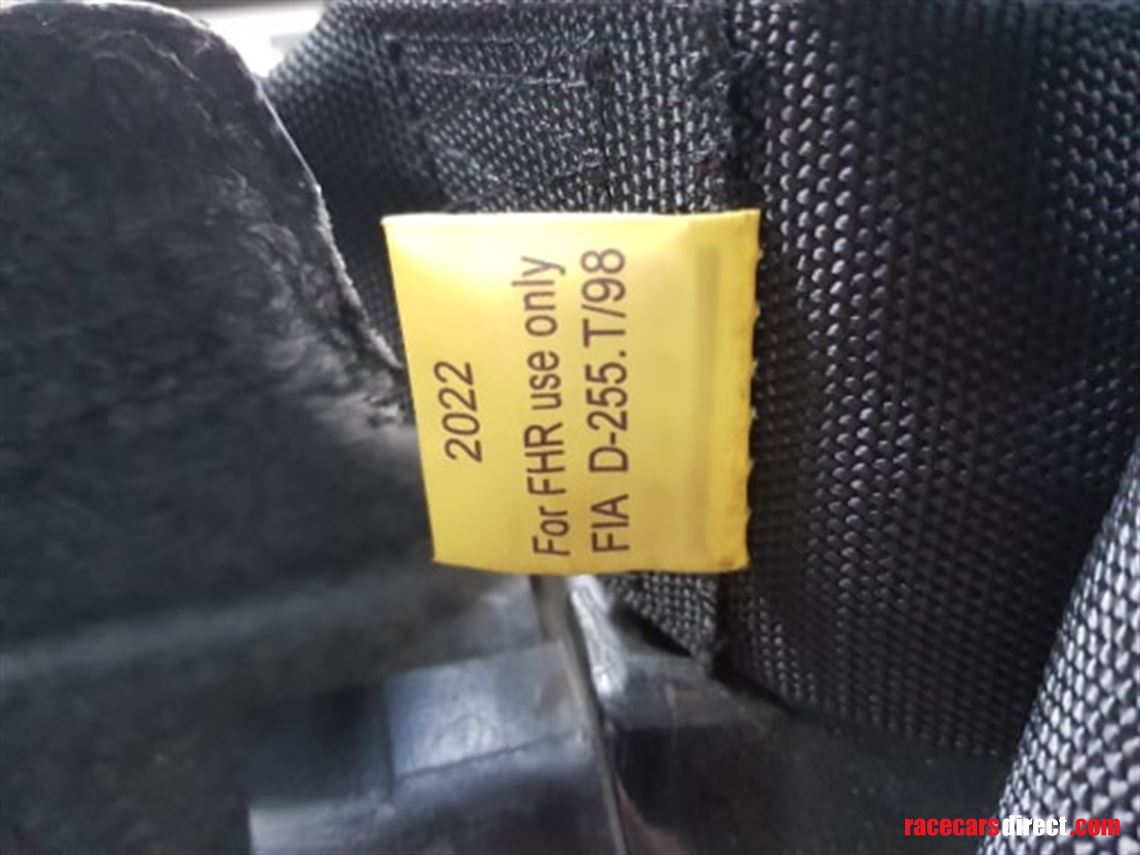 2022
For FHR use only
FIA D-255.T/98
racecarsdirect.com